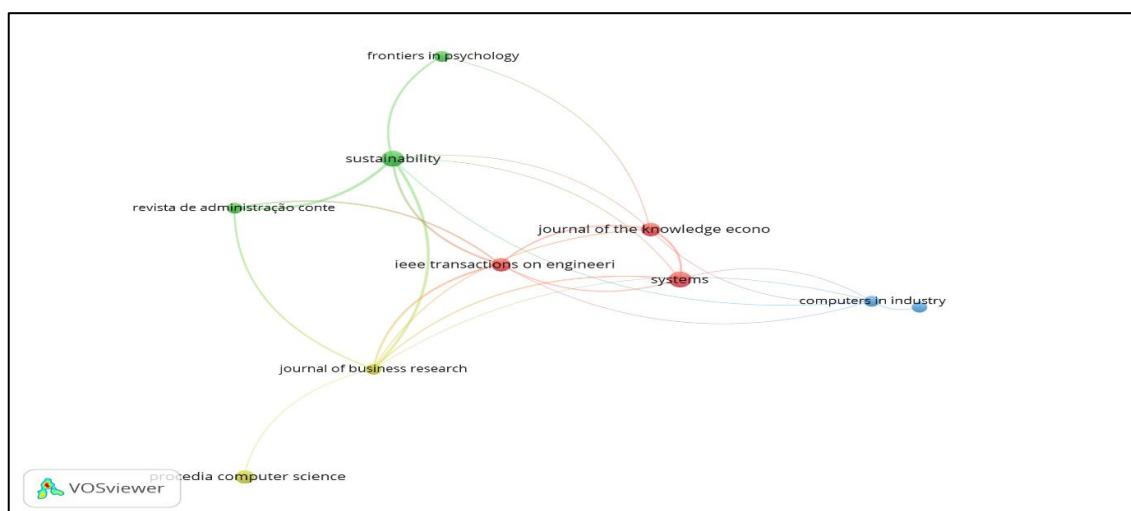 frontiers in psychology
sustainability
revista de administração conte
journal of the knowledge econo
ieee transactions on engineeri
systems
computers in industry
journal of business research
procedia computer science
VOSviewer